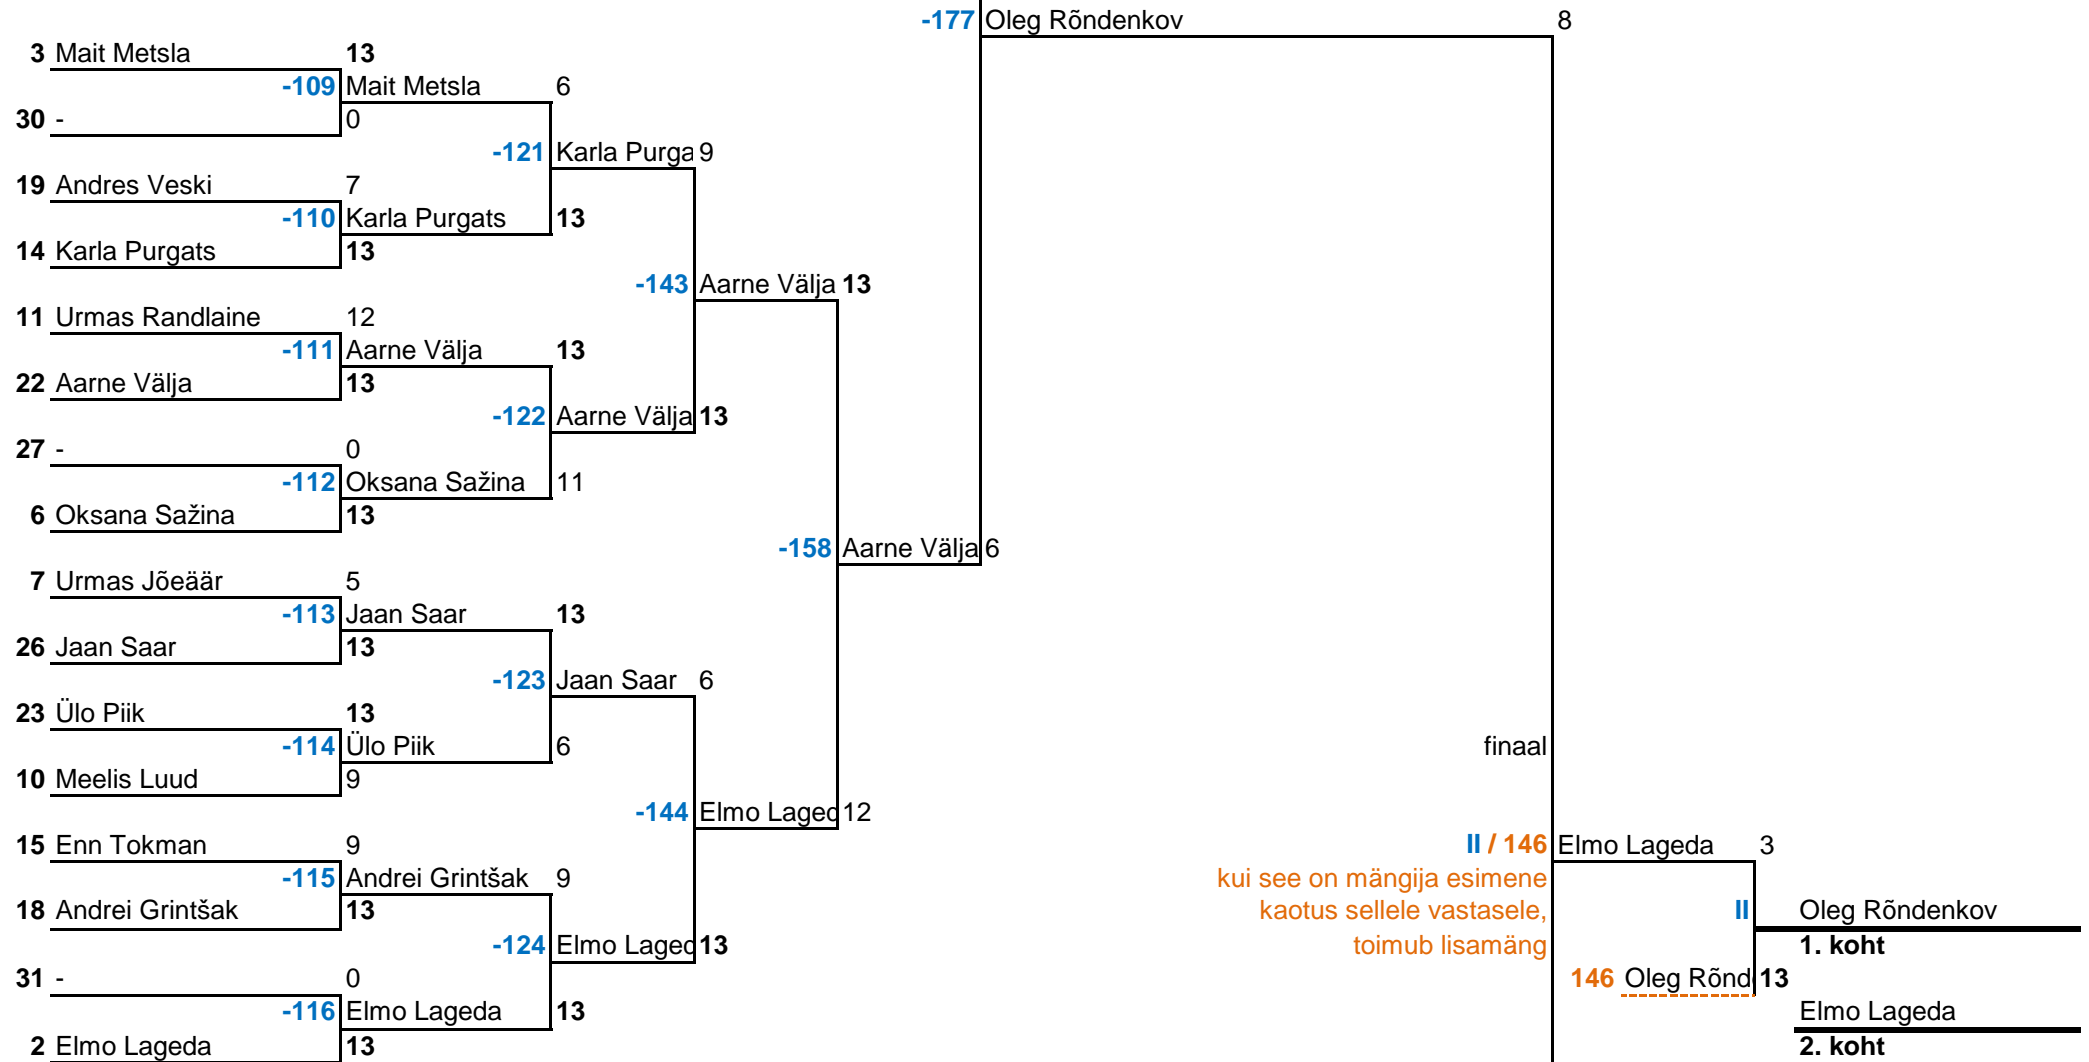 -177 Oleg Rõndenkov 8
3 Mait Metsla 13
-109 Mait Metsla 6
30 - 0
-121 Karla Purga 9
19 Andres Veski 7
-110 Karla Purgats 13
14 Karla Purgats 13
-143 Aarne Välja 13
11 Urmas Randlaine 12
-111 Aarne Välja 13
22 Aarne Välja 13
-122 Aarne Välja 13
27 - 0
-112 Oksana Sažina 11
6 Oksana Sažina 13
-158 Aarne Välja 6
7 Urmas Jõeäär 5
-113 Jaan Saar 13
26 Jaan Saar 13
-123 Jaan Saar 6
23 Ülo Piik 13
-114 Ülo Piik 6 finaal
10 Meelis Luud 9
-144 Elmo Laged 12
15 Enn Tokman 9 II / 146 Elmo Lageda 3
-115 Andrei Grintšak 9 kui see on mängija esimene
18 Andrei Grintšak 13 kaotus sellele vastasele, II Oleg Rõndenkov
-124 Elmo Laged 13 toimub lisamäng 1. koht
31 - 0 146 Oleg Rõnd 13
-116 Elmo Lageda 13 Elmo Lageda
2 Elmo Lageda 13 2. koht